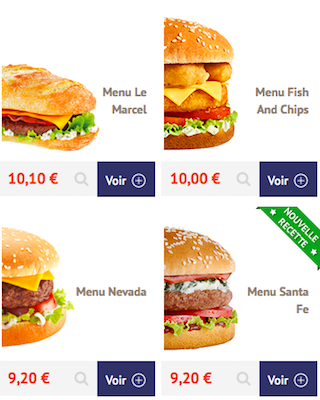 Menu Le
Marcel
10,10 €
Voir
Menu Fish
And Chips
10,00 €
Voir
Menu Nevada
9,20 €
Voir
NOUVELLE
RECETTE
Menu Santa
Fe
9,20 €
Voir